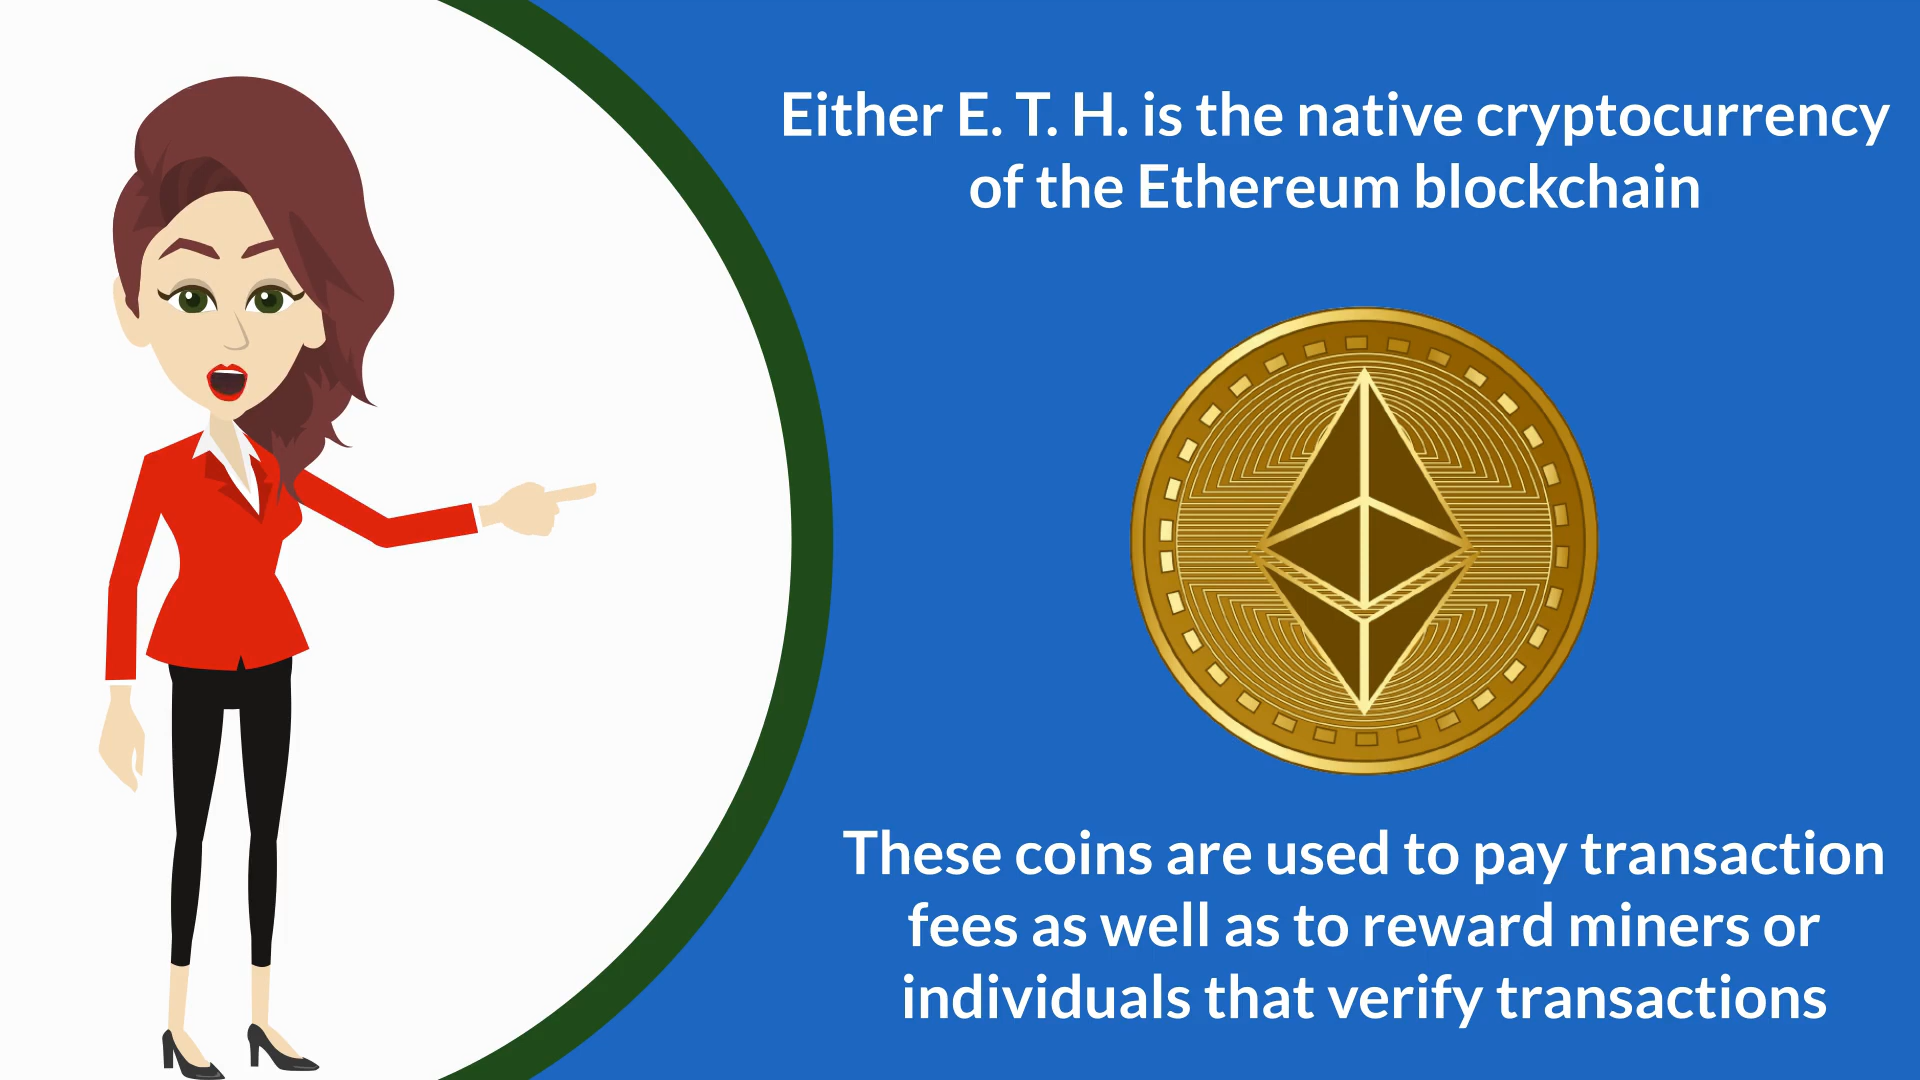 Either E. T. H. is the native cryptocurrency
of the Ethereum blockchain
These coins are used to pay transaction
fees as well as to reward miners or
individuals that verify transactions